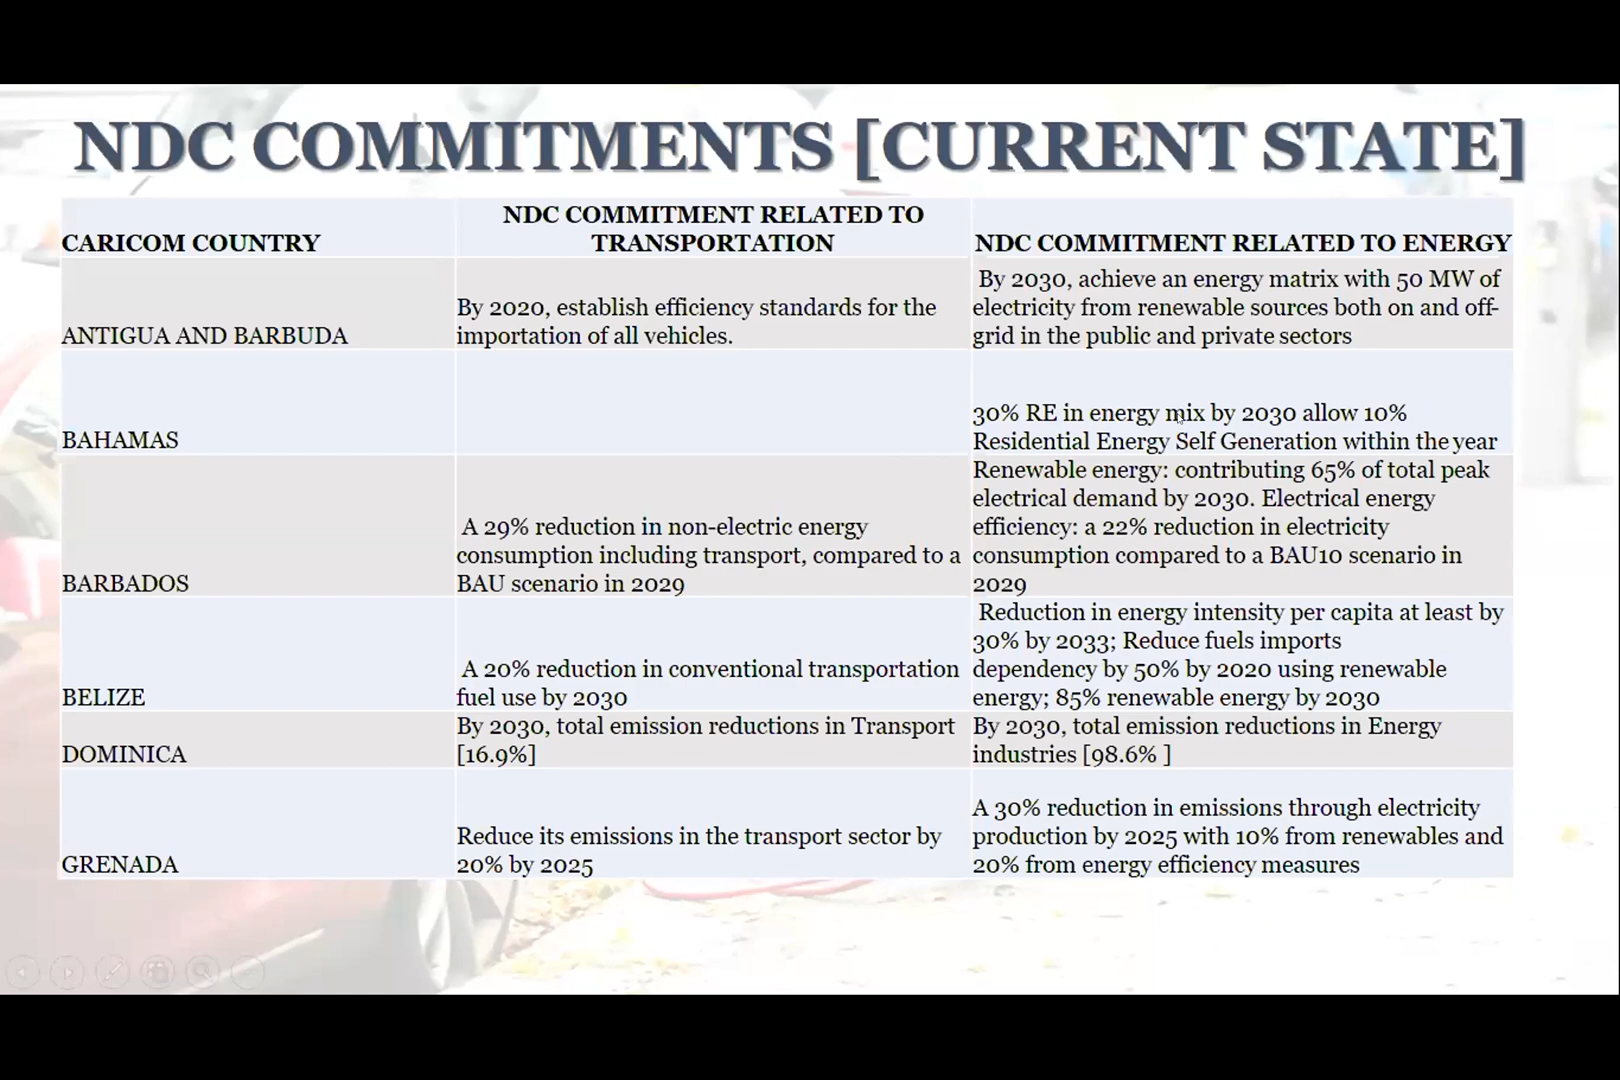 NDC COMMITMENTS [CURRENT STATE]
CARICOM COUNTRY
NDC COMMITMENT RELATED TO
TRANSPORTATION
NDC COMMITMENT RELATED TO ENERGY
ANTIGUA AND BARBUDA
By 2020, establish efficiency standards for the
importation of all vehicles.
By 2030, achieve an energy matrix with 50 MW of
electricity from renewable sources both on and off-
grid in the public and private sectors
BAHAMAS
30% RE in energy mix by 2030 allow 10%
Residential Energy Self Generation within the year
BARBADOS
A 29% reduction in non-electric energy
consumption including transport, compared to a
BAU scenario in 2029
Renewable energy: contributing 65% of total peak
electrical demand by 2030. Electrical energy
efficiency: a 22% reduction in electricity
consumption compared to a BAU10 scenario in
2029
BELIZE
A 20% reduction in conventional transportation
fuel use by 2030
Reduction in energy intensity per capita at least by
30% by 2033; Reduce fuels imports
dependency by 50% by 2020 using renewable
energy; 85% renewable energy by 2030
DOMINICA
By 2030, total emission reductions in Transport
[16.9%]
By 2030, total emission reductions in Energy
industries [98.6% ]
GRENADA
Reduce its emissions in the transport sector by
20% by 2025
A 30% reduction in emissions through electricity
production by 2025 with 10% from renewables and
20% from energy efficiency measures